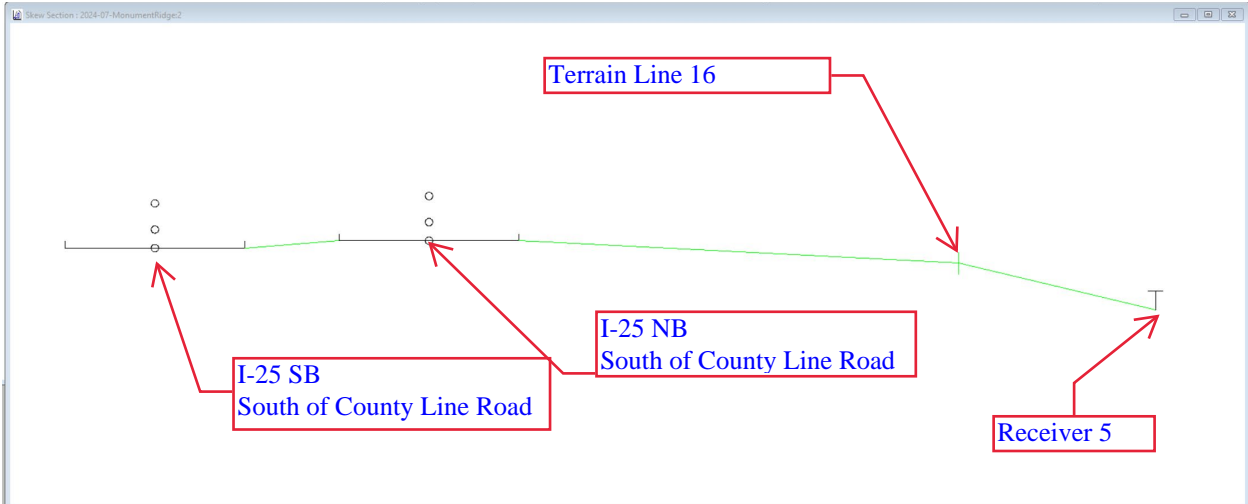 Skew Section : 2024-07-MonumentRidge:2
Terrain Line 16
I-25 NB
South of County Line Road
I-25 SB
South of County Line Road
Receiver 5